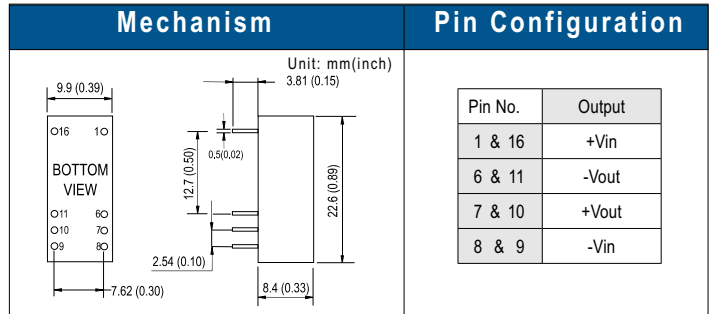 Mechanism
Pin Configuration
Unit: mm(inch)
9.9 (0.39)
3.81 (0.15)
16 1
0,5(0,02)
BOTTOM
VIEW
12.7 (0.50)
22.6 (0.89)
11 6
10 7
9 8
2.54 (0.10)
7.62 (0.30)
8.4 (0.33)
Pin No. Output
1 & 16 +Vin
6 & 11 -Vout
7 & 10 +Vout
8 & 9 -Vin